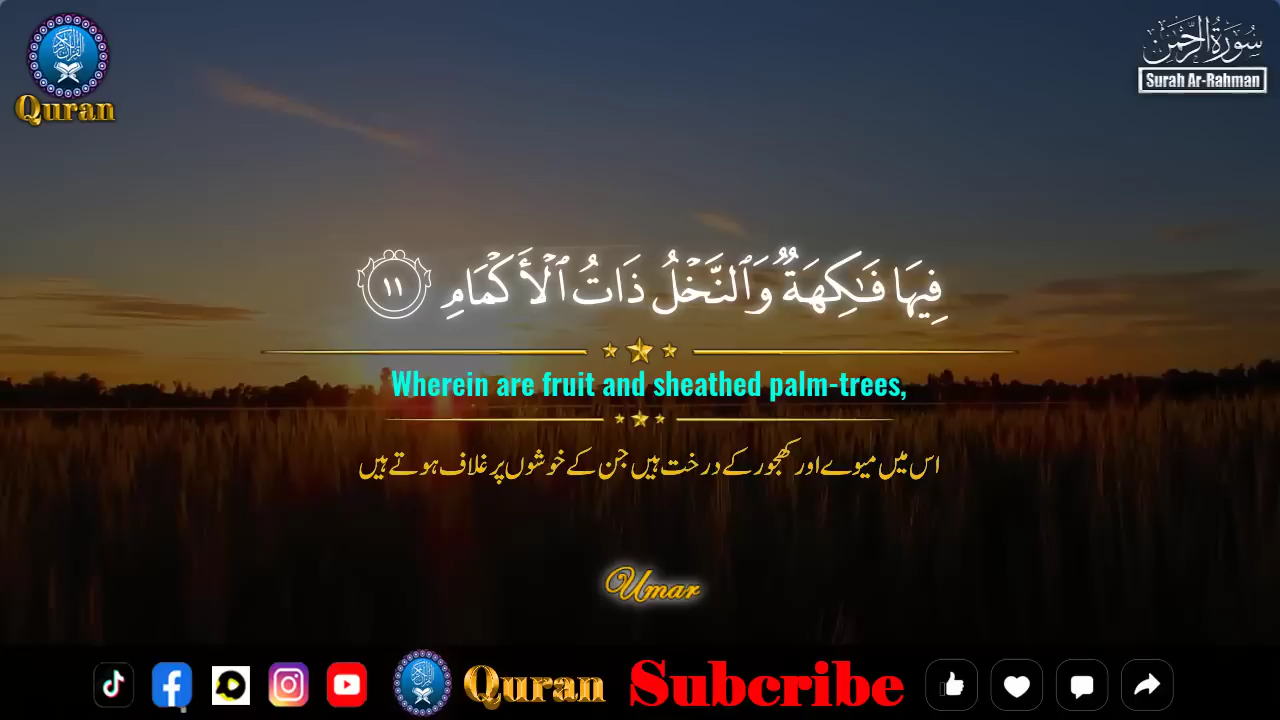 Quran
سُورَةُ الرَّحْمَٰن
Surah Ar-Rahman
فِيهَا فَـٰكِهَةٌ وَٱلنَّخْلُ ذَاتُ ٱلْأَكْمَامِ ١١
Wherein are fruit and sheathed palm-trees,
اس میں میوے اور کھجور کے درخت ہیں جن کے خوشوں پر غلاف ہوتے ہیں
Umar
Quran Subcribe